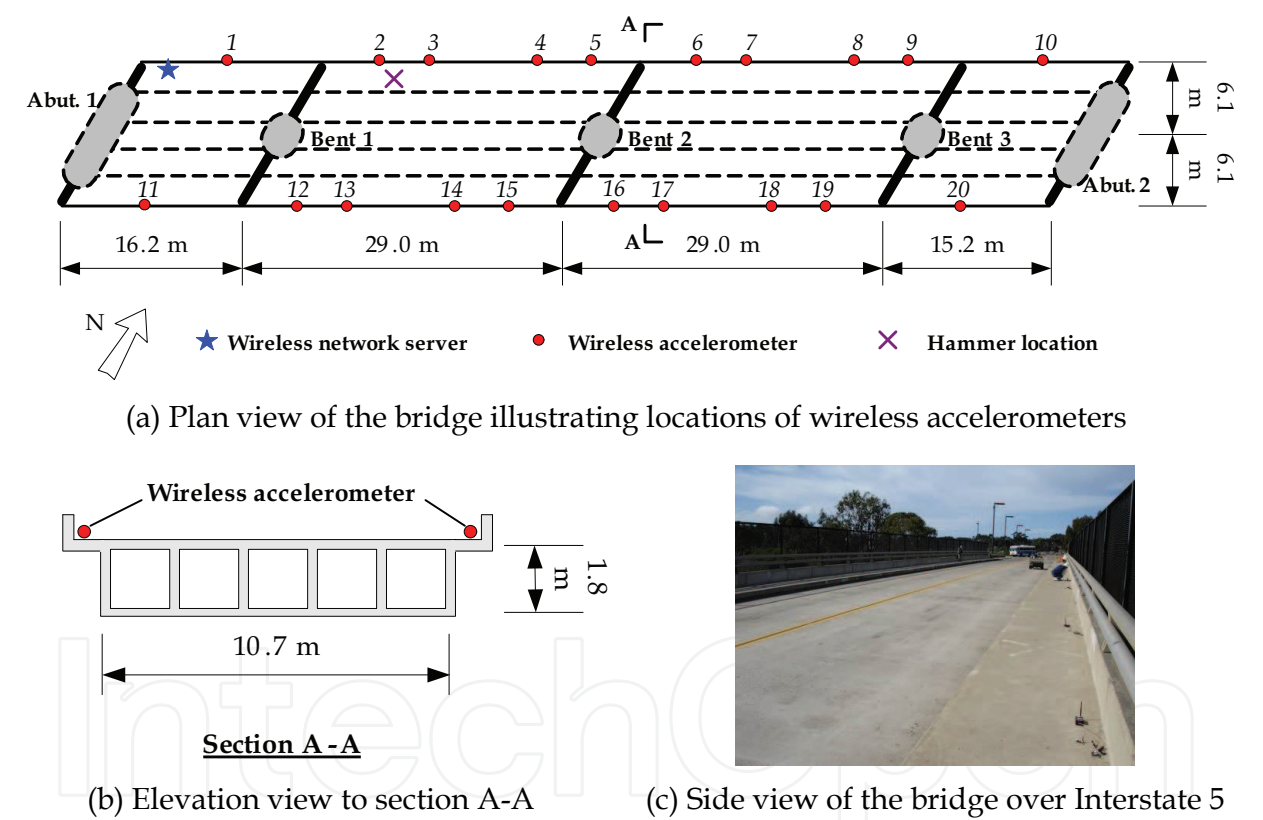 A
1 2 3 4 5 6 7 8 9 10
Abut. 1
Bent 1
Bent 2
Bent 3
Abut. 2
6.1 m
6.1 m
11 12 13 14 15 16 17 18 19 20
A
16.2 m
29.0 m
29.0 m
15.2 m
N
Wireless network server
Wireless accelerometer
Hammer location
(a) Plan view of the bridge illustrating locations of wireless accelerometers
Wireless accelerometer
1.8 m
10.7 m
Section A-A
(b) Elevation view to section A-A
(c) Side view of the bridge over Interstate 5
IntechOpen